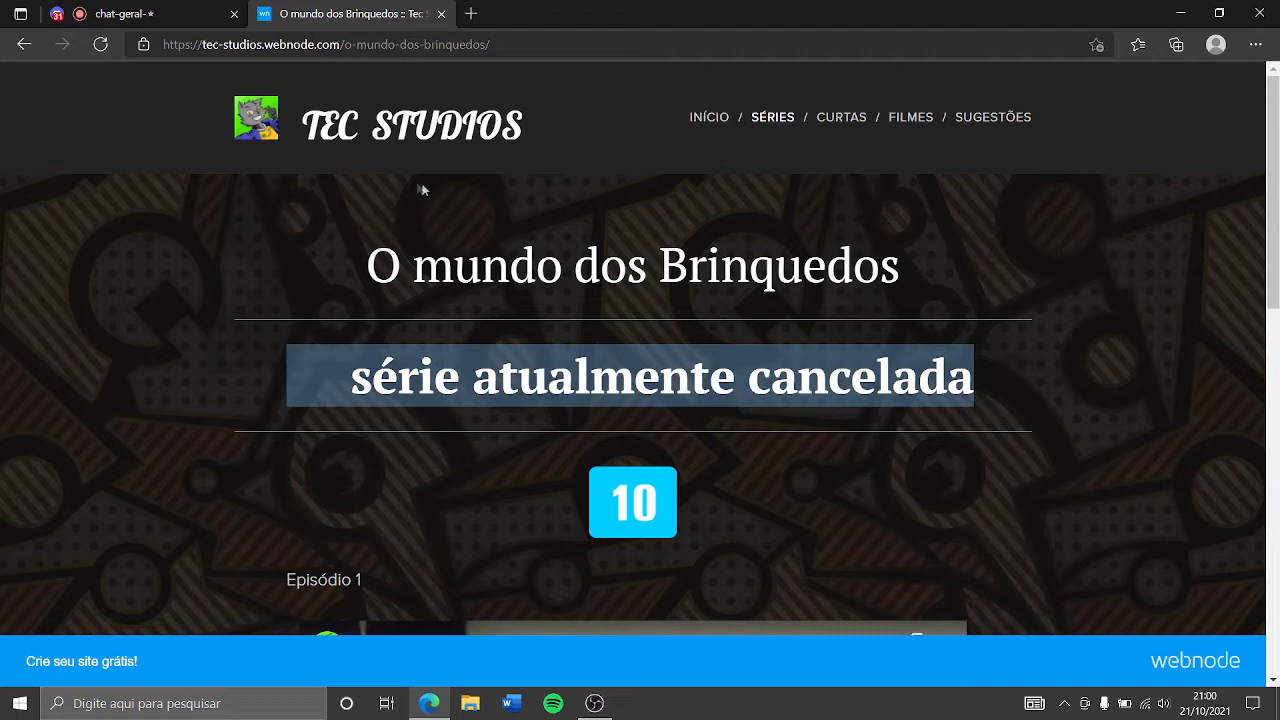 31
chat-geral-
wn
O mundo dos Brinquedos :: Tec S
https://tec-studios.webnode.com/o-mundo-dos-brinquedos/
TEC STUDIOS
INÍCIO / SÉRIES / CURTAS / FILMES / SUGESTÕES
O mundo dos Brinquedos
série atualmente cancelada
10
Episódio 1
Crie seu site grátis!
webnode
Digite aqui para pesquisar
21:00
21/10/2021